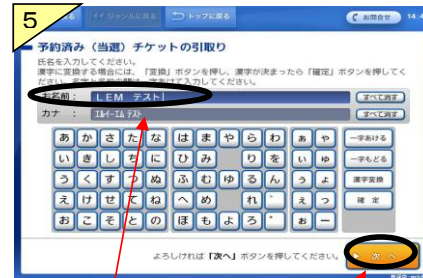 5
ジャンルに戻る
トップに戻る
お問合せ
予約済み（当選）チケットの引取り
氏名を入力してください。
漢字に変換する場合には、「変換」ボタンを押し、漢字が決まったら「確定」ボタンを押してく
お名前：
LEM テスト
すべて消す
カナ：
エルイーエム テスト
すべて消す
あ か さ た な は ま や ら わ ぁ ゃ 一字あける
い き し ち に ひ み り を ぃ ゅ 一字もどる
う く す つ ぬ ふ む ゆ る ん ぅ ょ 漢字変換
え け せ て ね へ め れ ゛ ぇ っ 確 定
お こ そ と の ほ も よ ろ ゜ ぉ ー
よろしければ「次へ」ボタンを押してください。
次 へ